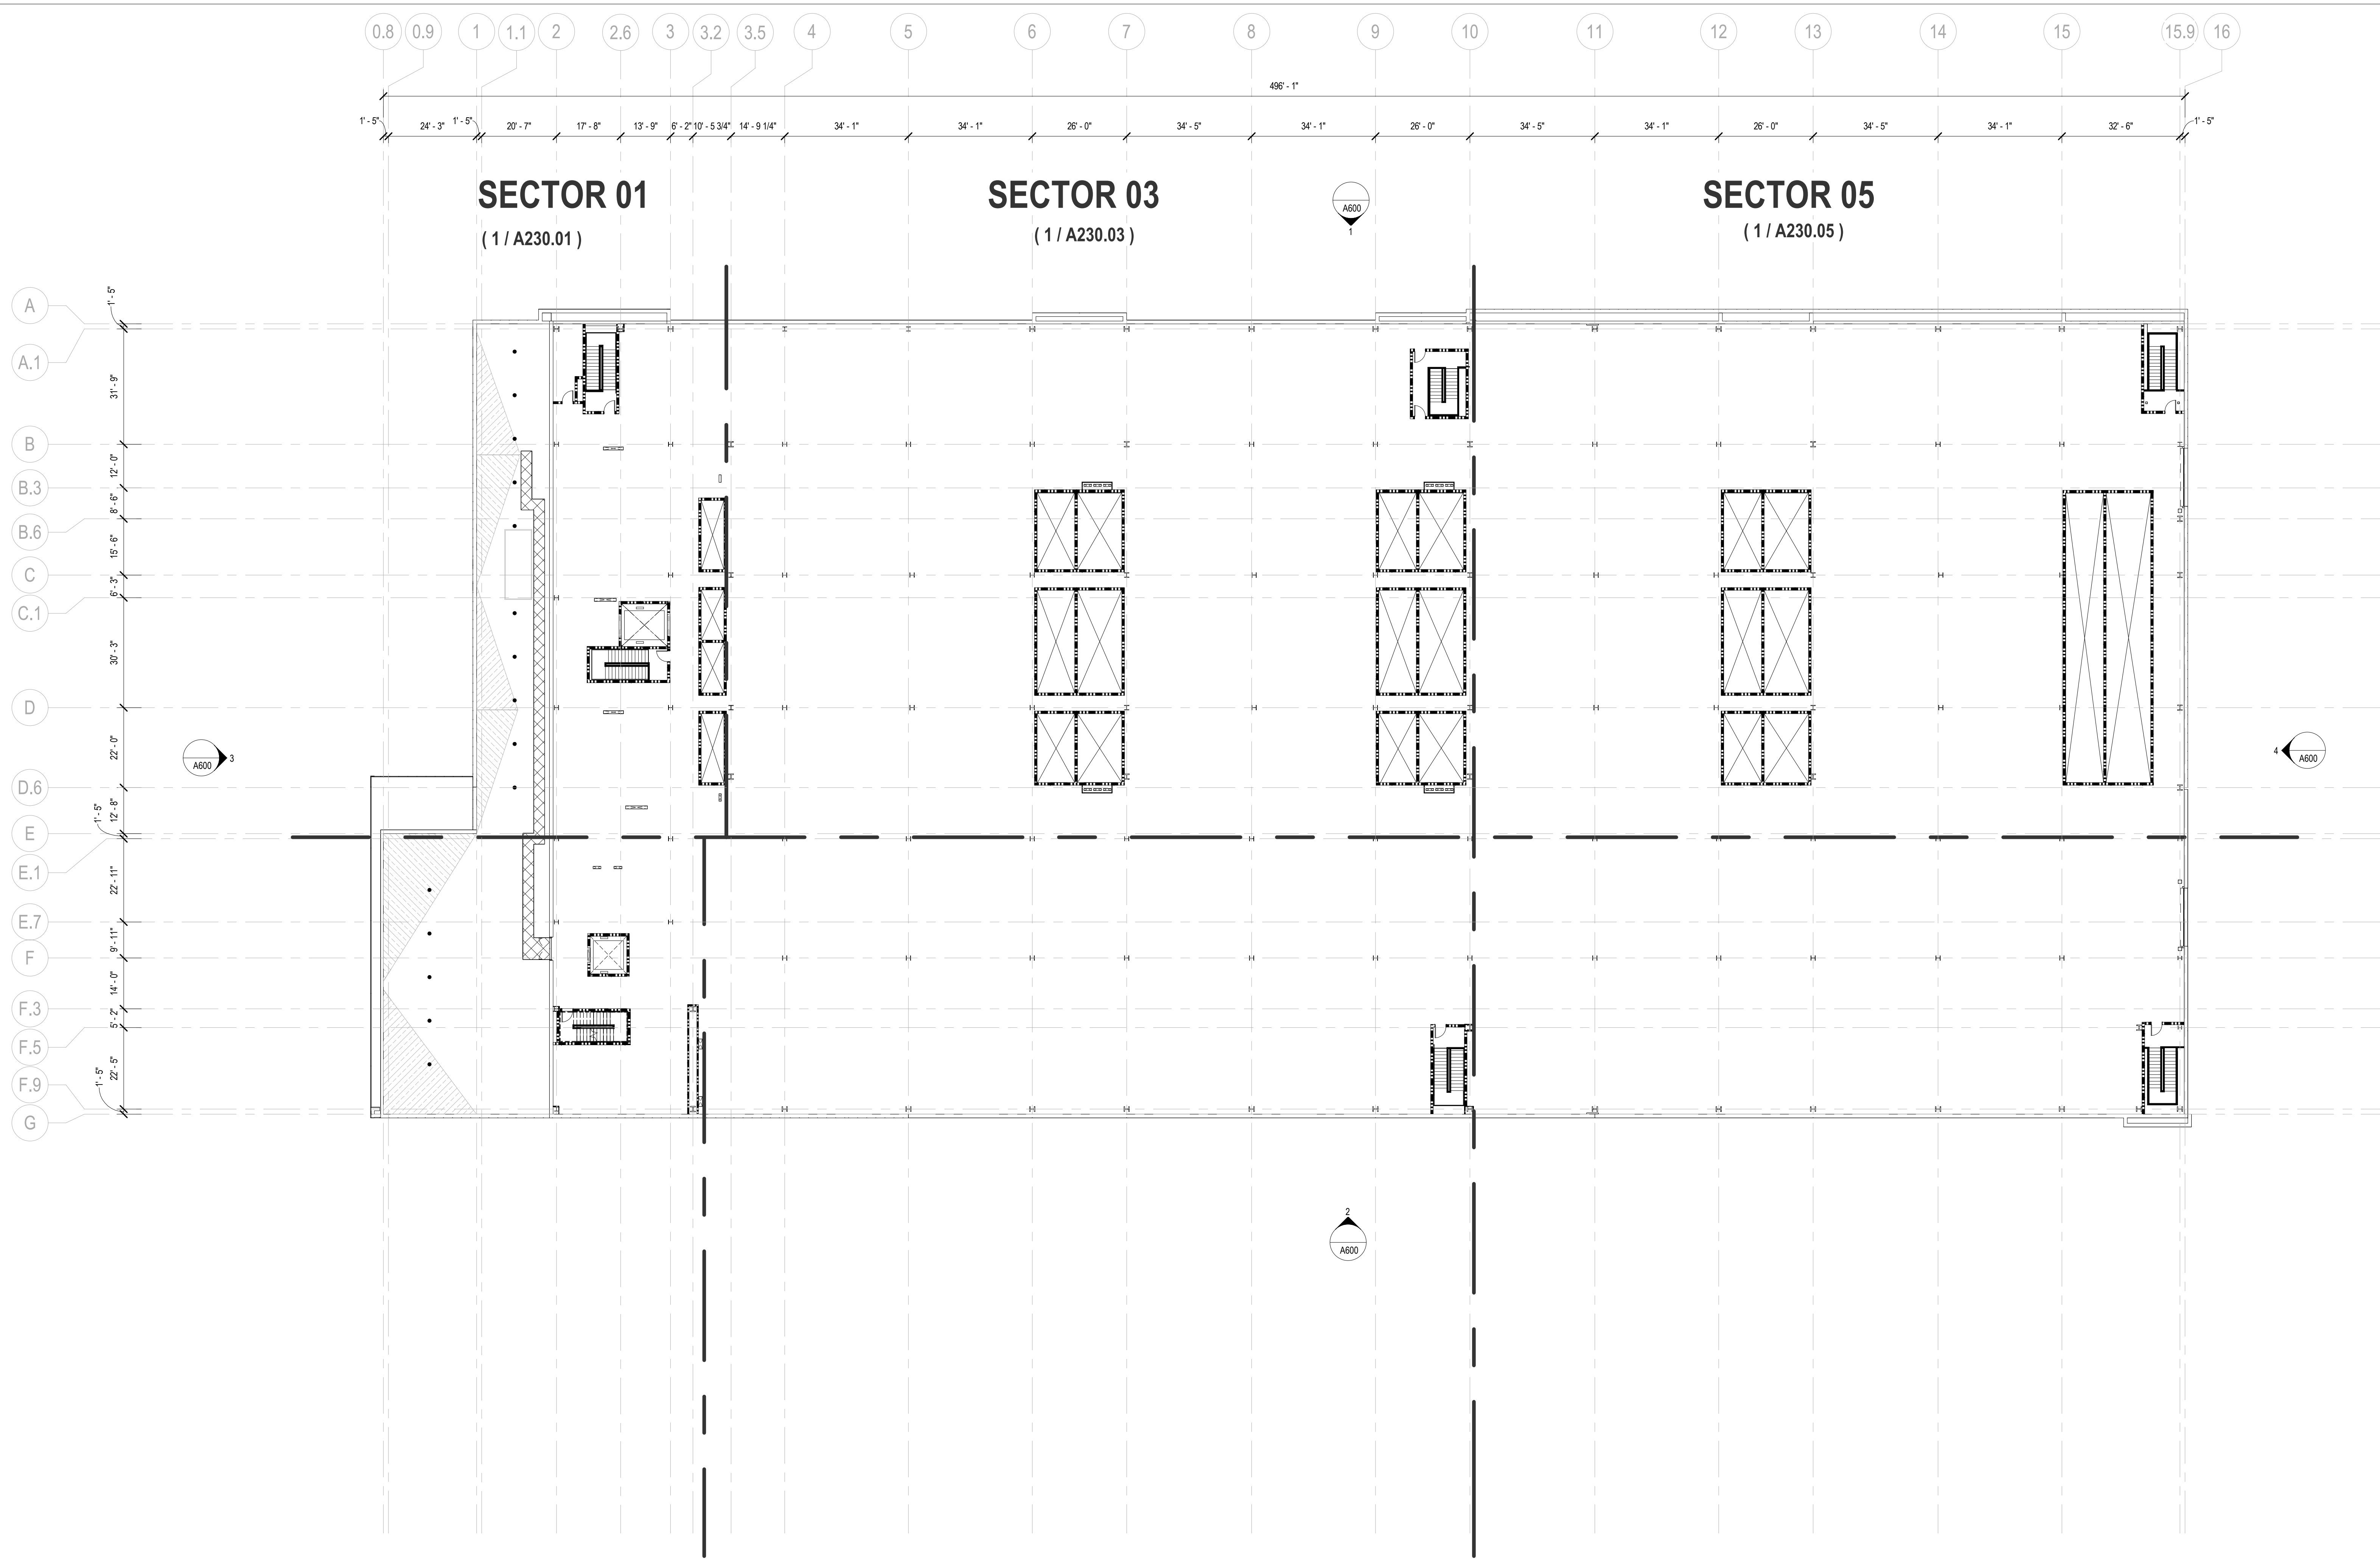 0.8 0.9 1 1.1 2 2.6 3 3.2 3.5 4 5 6 7 8 9 10 11 12 13 14 15 15.9 16
496' - 1"
1' - 5" 24' - 3" 1' - 5" 20' - 7" 17' - 8" 13' - 9" 6' - 2" 10' - 5 3/4" 14' - 9 1/4" 34' - 1" 34' - 1" 26' - 0" 34' - 5" 34' - 1" 26' - 0" 34' - 5" 34' - 1" 26' - 0" 34' - 5" 34' - 1" 32' - 6" 1' - 5"
SECTOR 01
( 1 / A230.01 )
SECTOR 03
( 1 / A230.03 )
A600
1
SECTOR 05
( 1 / A230.05 )
A
1' - 5"
A.1
31' - 9"
B
12' - 0"
B.3
8' - 6"
B.6
15' - 6"
C
6' - 3"
C.1
30' - 3"
D
22' - 0"
A600
3
4
A600
D.6
12' - 8"
1' - 5"
E
E.1
22' - 11"
E.7
9' - 11"
F
14' - 0"
F.3
5' - 2"
F.5
22' - 5"
1' - 5"
F.9
G
2
A600